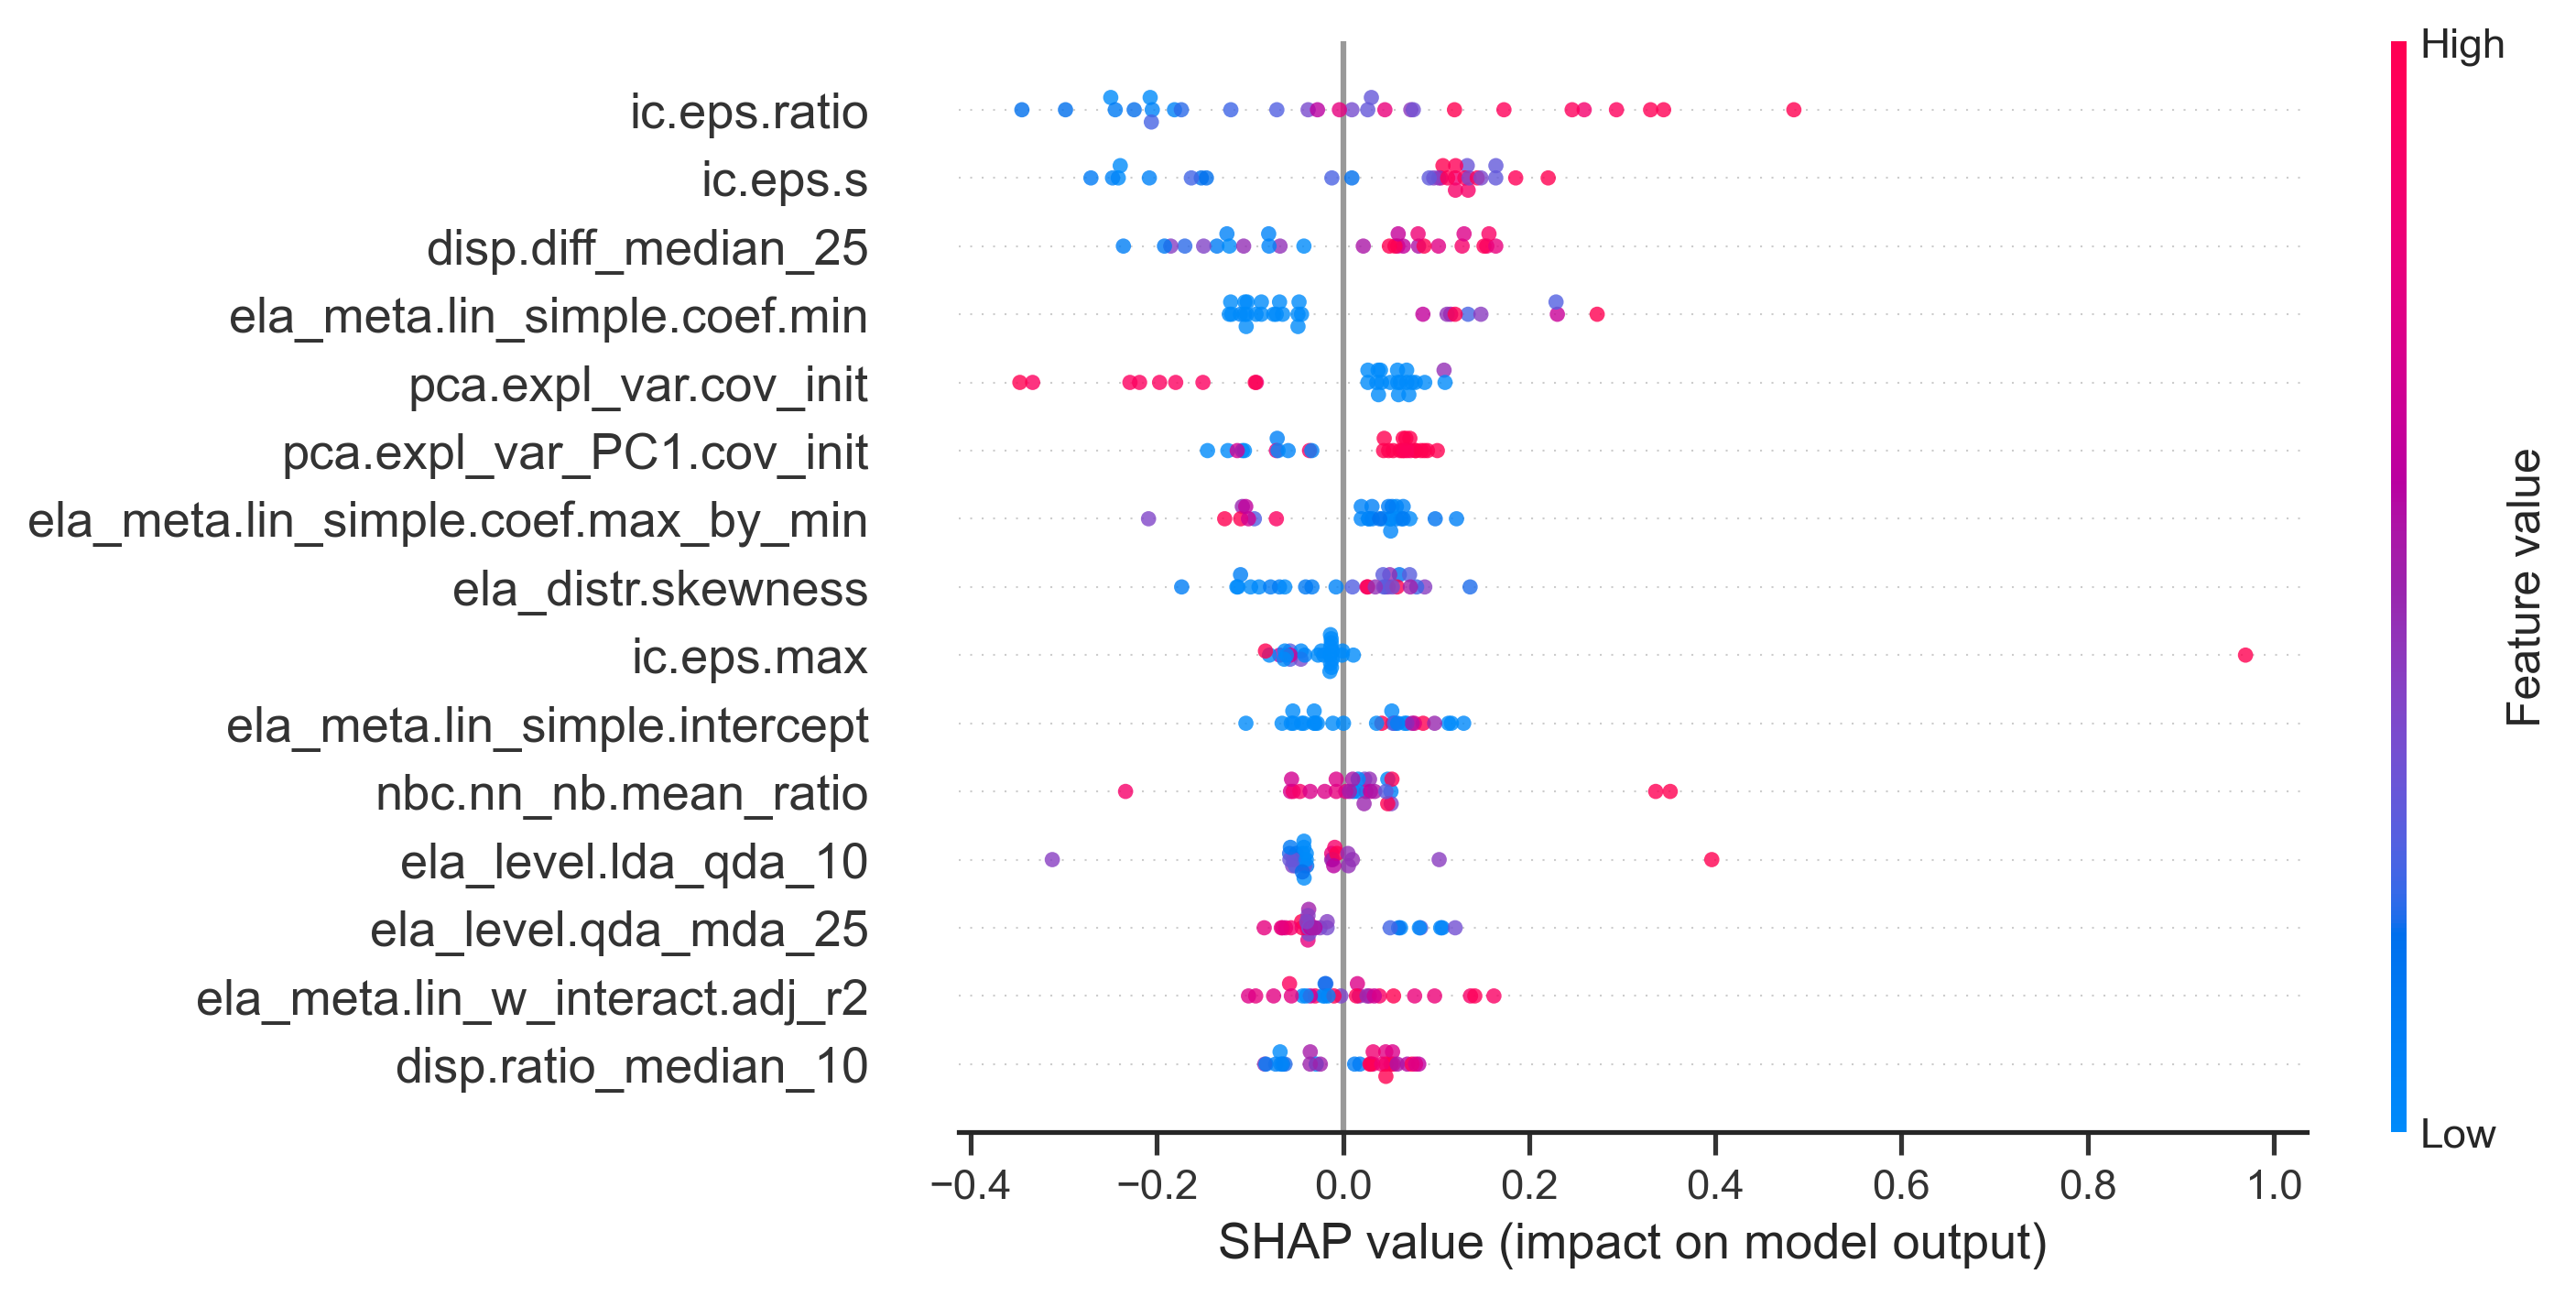 High
ic.eps.ratio
ic.eps.s
disp.diff_median_25
ela_meta.lin_simple.coef.min
pca.expl_var.cov_init
pca.expl_var_PC1.cov_init
ela_meta.lin_simple.coef.max_by_min
ela_distr.skewness
ic.eps.max
ela_meta.lin_simple.intercept
nbc.nn_nb.mean_ratio
ela_level.lda_qda_10
ela_level.qda_mda_25
ela_meta.lin_w_interact.adj_r2
disp.ratio_median_10
Feature value
Low
−0.4 −0.2 0.0 0.2 0.4 0.6 0.8 1.0
SHAP value (impact on model output)